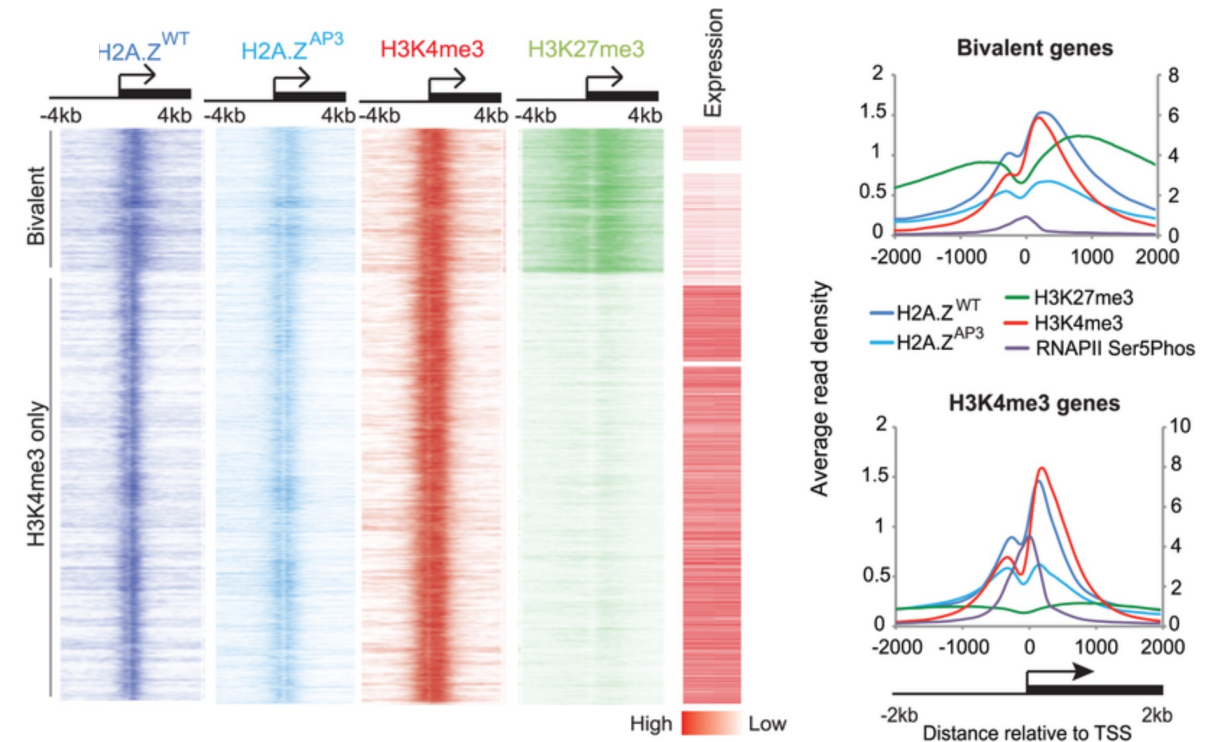 H2A.Z^WT H2A.Z^AP3 H3K4me3 H3K27me3 Expression
-4kb 4kb -4kb 4kb -4kb 4kb -4kb 4kb
Bivalent
H3K4me3 only
High Low
Average read density
Bivalent genes
2 8
1.5 6
1 4
0.5 2
0 0
-2000 -1000 0 1000 2000
H2A.Z^WT
H2A.Z^AP3
H3K27me3
H3K4me3
RNAPII Ser5Phos
H3K4me3 genes
2 10
8
1.5
6
1
4
0.5
2
0 0
-2000 -1000 0 1000 2000
-2kb 2kb
Distance relative to TSS